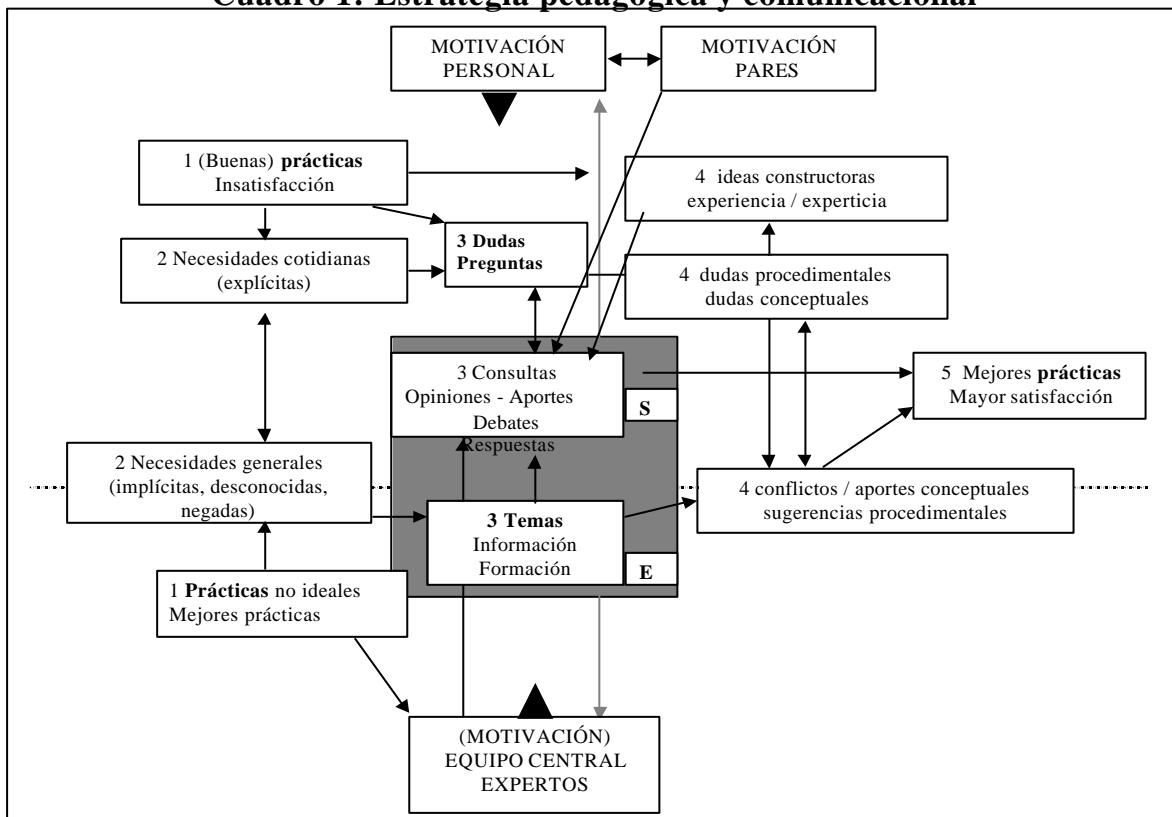 Cuadro 1: Estrategia pedagógica y comunicacional
MOTIVACIÓN
PERSONAL
MOTIVACIÓN
PARES
1 (Buenas) prácticas
Insatisfacción
4 ideas constructoras
experiencia / experticia
3 Dudas
Preguntas
2 Necesidades cotidianas
(explícitas)
4 dudas procedimentales
dudas conceptuales
3 Consultas
Opiniones - Aportes
Debates
Respuestas
S
5 Mejores prácticas
Mayor satisfacción
2 Necesidades generales
(implícitas, desconocidas,
negadas)
4 conflictos / aportes conceptuales
sugerencias procedimentales
3 Temas
Información
Formación
E
1 Prácticas no ideales
Mejores prácticas
(MOTIVACIÓN)
EQUIPO CENTRAL
EXPERTOS